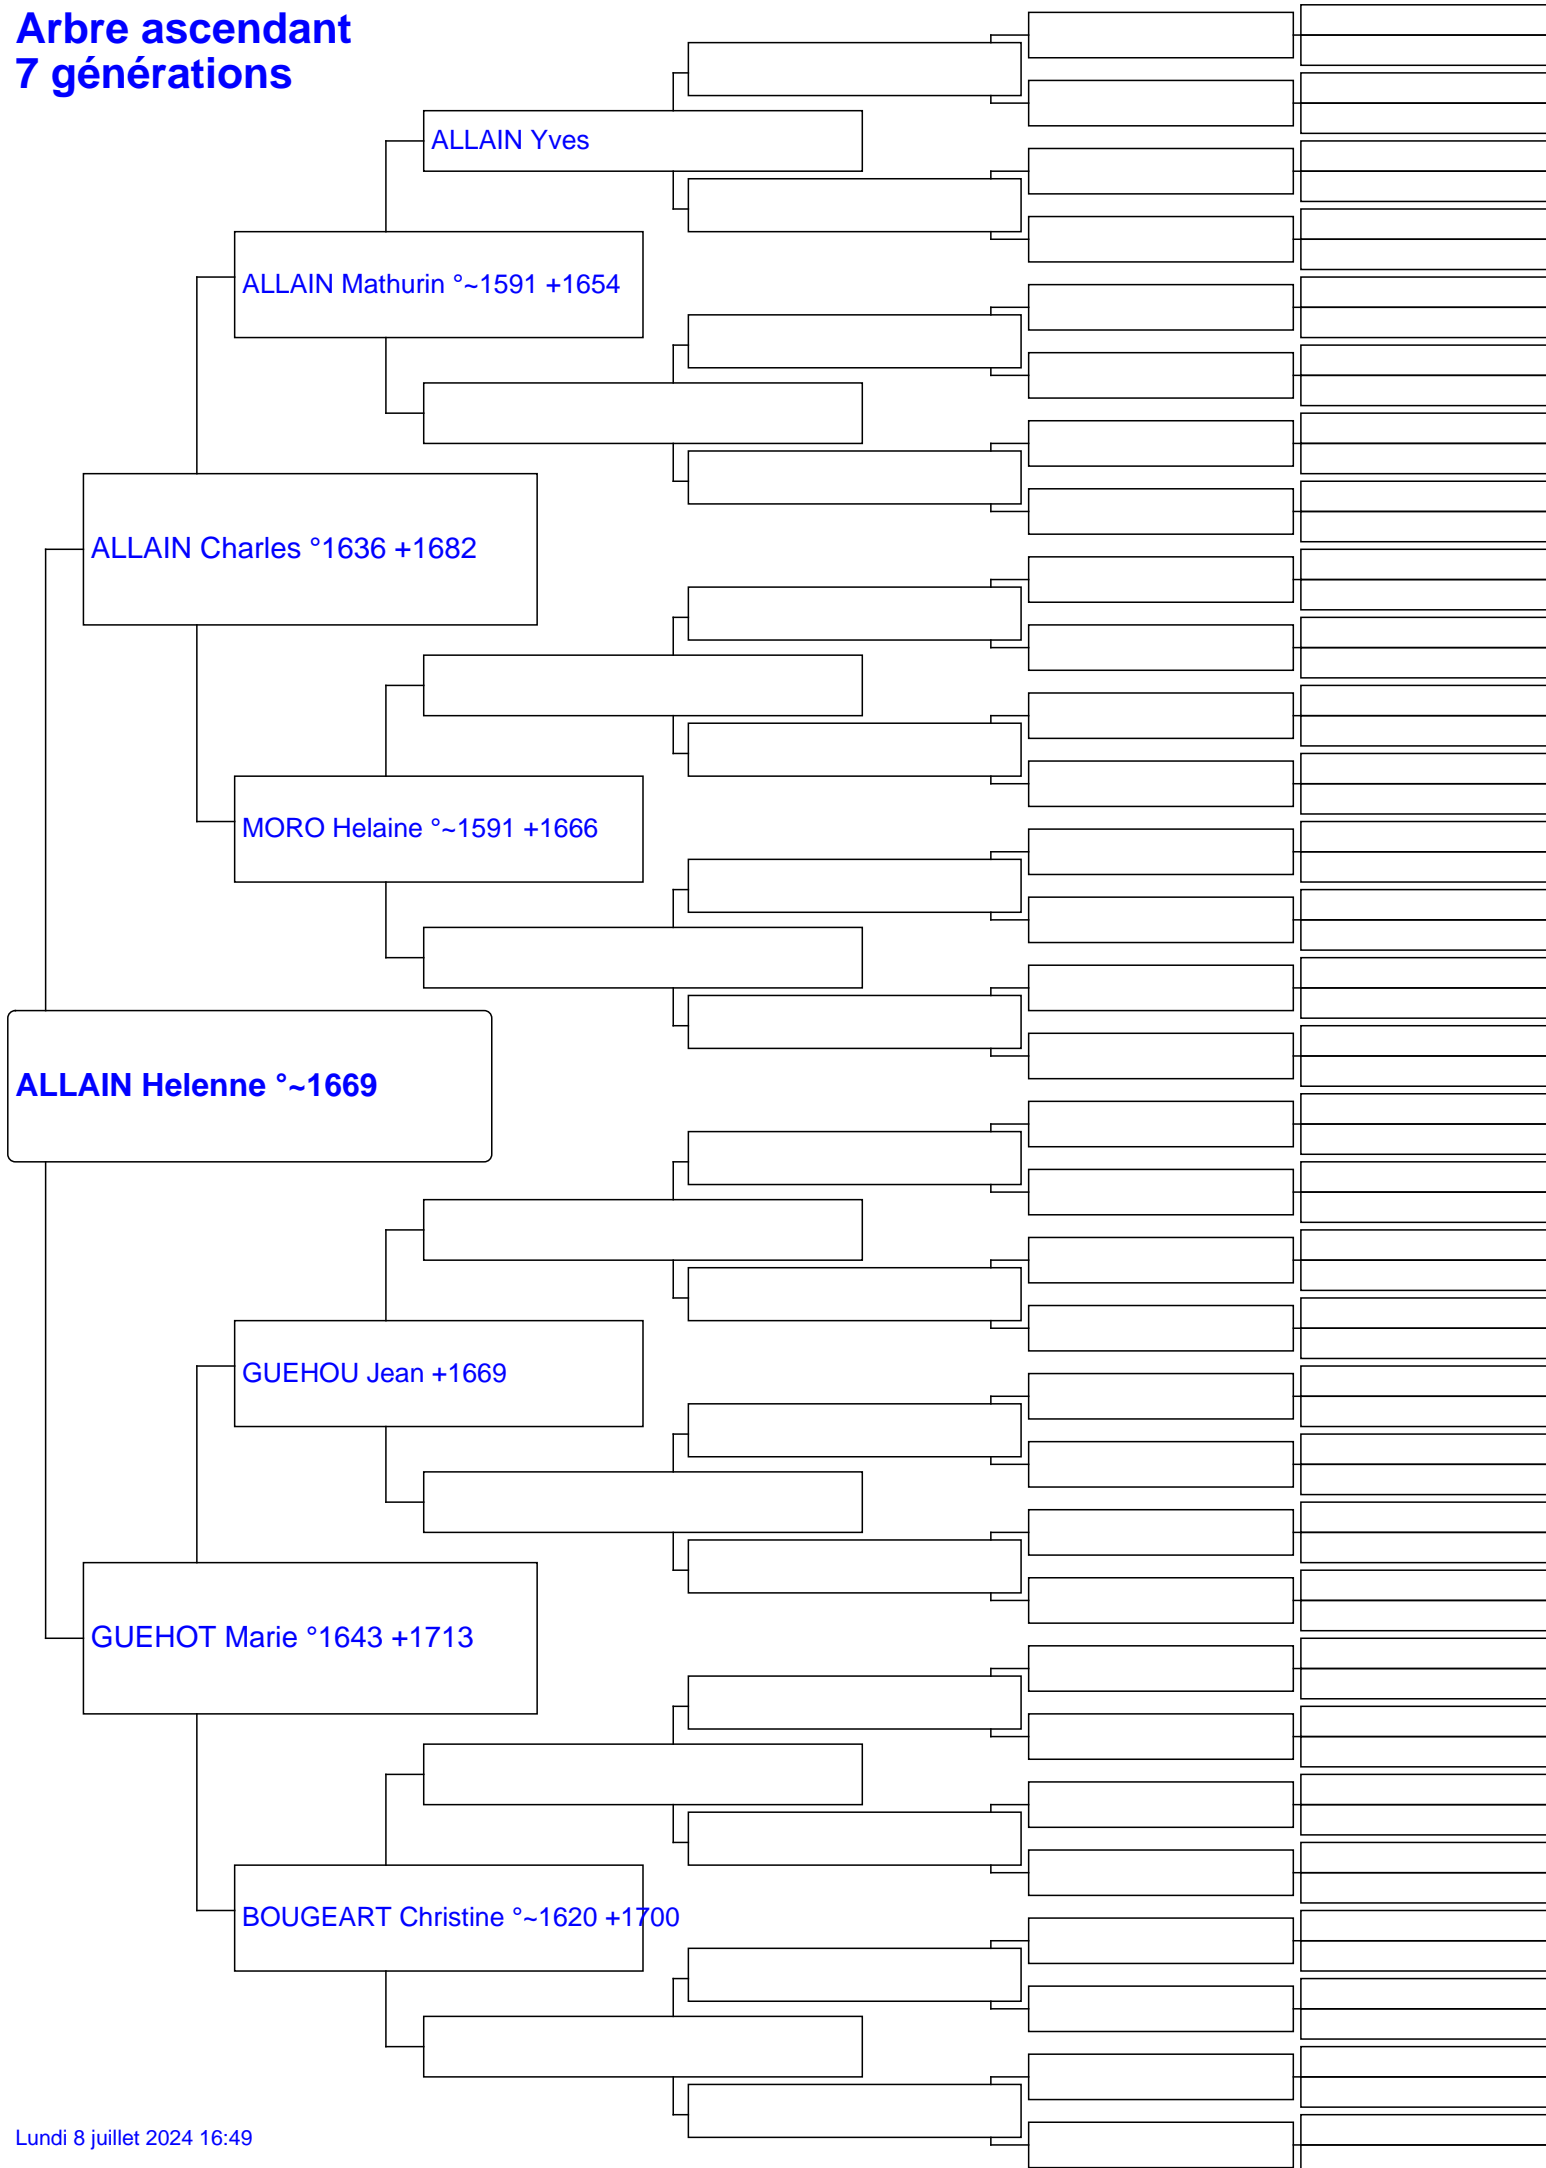 Arbre ascendant
7 générations
ALLAIN Yves
ALLAIN Mathurin °~1591 +1654
ALLAIN Charles °1636 +1682
MORO Helaine °~1591 +1666
ALLAIN Helenne °~1669
GUEHOU Jean +1669
GUEHOT Marie °1643 +1713
BOUGEART Christine °~1620 +1700
Lundi 8 juillet 2024 16:49